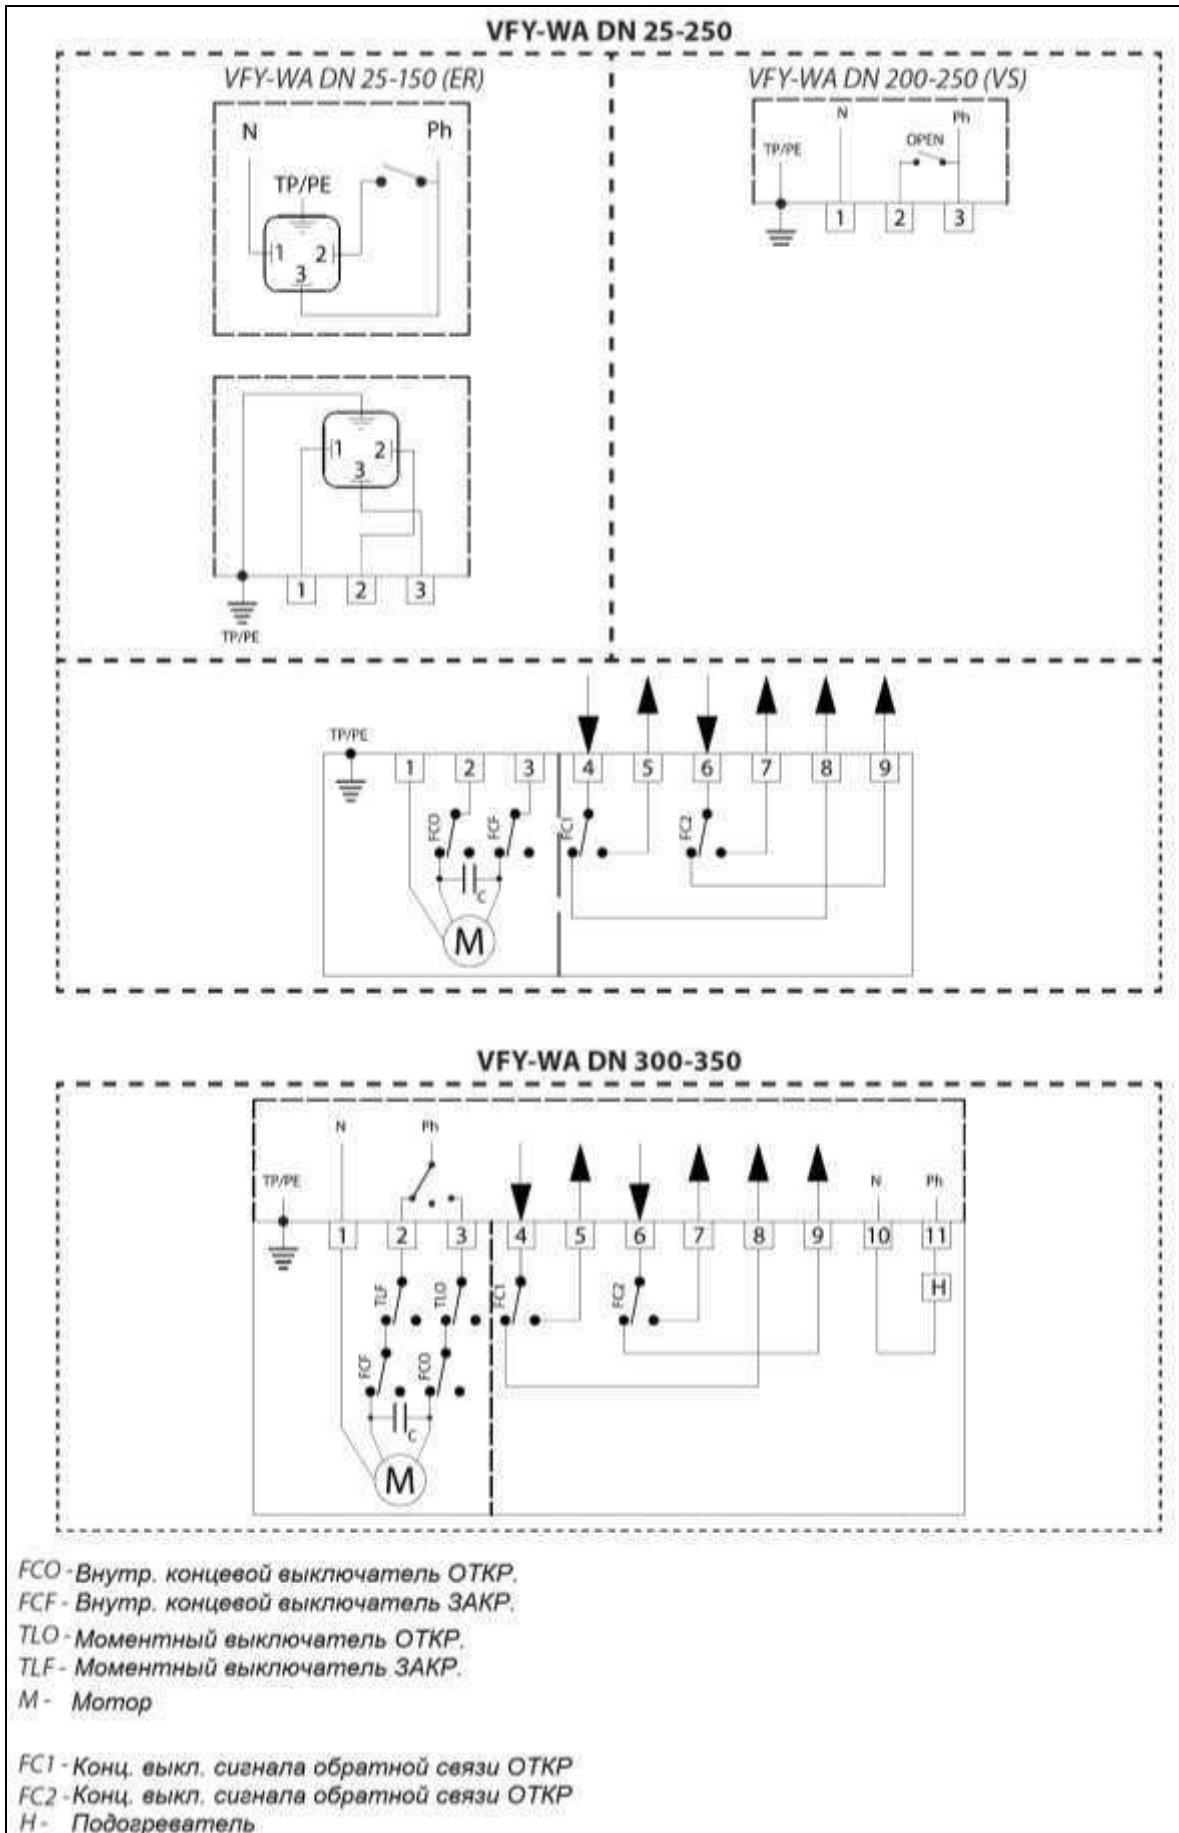 VFY-WA DN 25-250
VFY-WA DN 25-150 (ER)
VFY-WA DN 200-250 (VS)
N
Ph
TP/PE
1
2
3
N
Ph
TP/PE
OPEN
1
2
3
1
2
3
1
2
3
TP/PE
TP/PE
1
2
3
4
5
6
7
8
9
FCO
FCF
FC1
FC2
C
M
VFY-WA DN 300-350
N
Ph
TP/PE
N
Ph
1
2
3
4
5
6
7
8
9
10
11
TLF
TLO
FC1
FC2
H
FCF
FCO
C
M
FCO - Внутр. концевой выключатель ОТКР.
FCF - Внутр. концевой выключатель ЗАКР.
TLO - Моментный выключатель ОТКР.
TLF - Моментный выключатель ЗАКР.
M - Мотор
FC1 - Конц. выкл. сигнала обратной связи ОТКР
FC2 - Конц. выкл. сигнала обратной связи ОТКР
H - Подогреватель